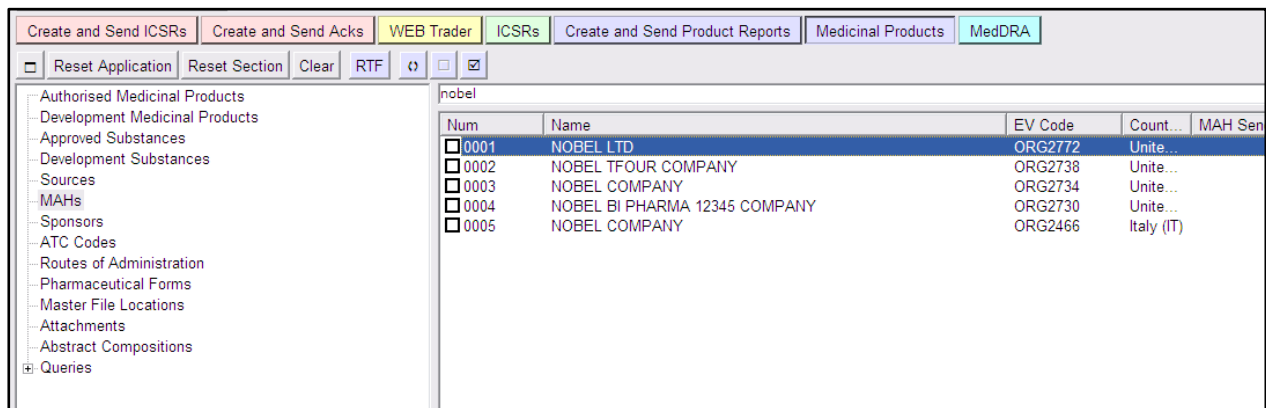 Create and Send ICSRs Create and Send Acks WEB Trader ICSRs Create and Send Product Reports Medicinal Products MedDRA
Reset Application Reset Section Clear RTF
Authorised Medicinal Products
Development Medicinal Products
Approved Substances
Development Substances
Sources
MAHs
Sponsors
ATC Codes
Routes of Administration
Pharmaceutical Forms
Master File Locations
Attachments
Abstract Compositions
Queries
nobel
Num Name EV Code Count... MAH Sen
0001 NOBEL LTD ORG2772 Unite...
0002 NOBEL TFOUR COMPANY ORG2738 Unite...
0003 NOBEL COMPANY ORG2734 Unite...
0004 NOBEL BI PHARMA 12345 COMPANY ORG2730 Unite...
0005 NOBEL COMPANY ORG2466 Italy (IT)